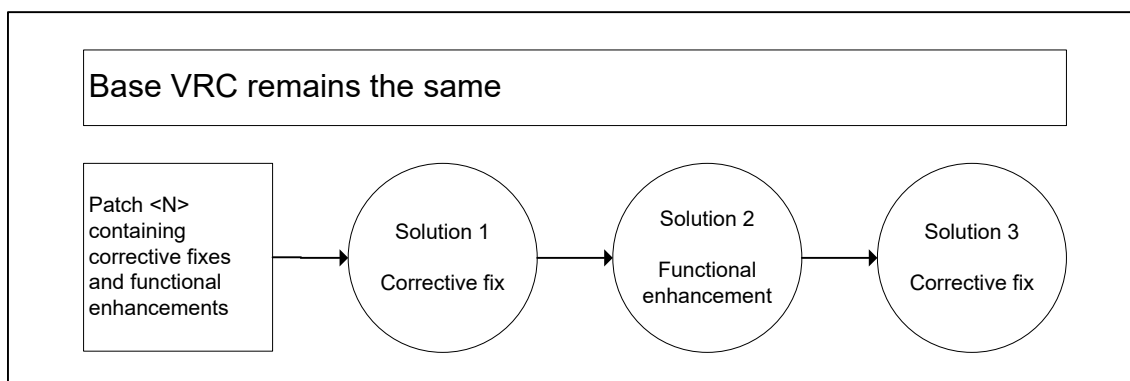 Base VRC remains the same
Patch <N>
containing
corrective fixes
and functional
enhancements
Solution 1
Corrective fix
Solution 2
Functional
enhancement
Solution 3
Corrective fix